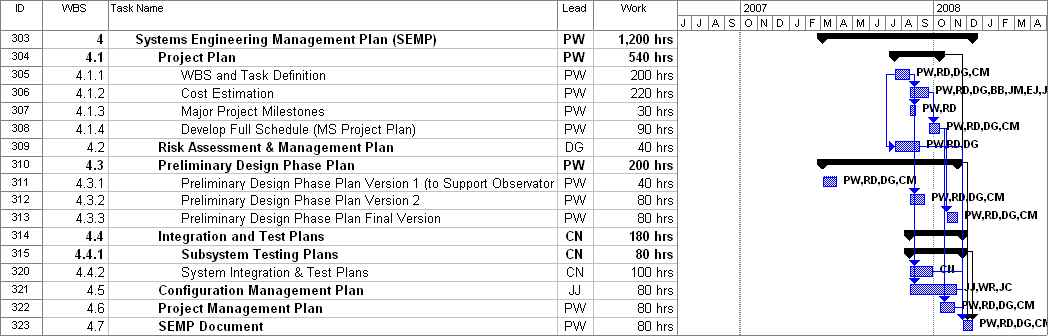 ID WBS Task Name Lead Work 2007 2008
J J A S O N D J F M A M J J A S O N D J F M A
303 4 Systems Engineering Management Plan (SEMP) PW 1,200 hrs
304 4.1 Project Plan PW 540 hrs
305 4.1.1 WBS and Task Definition PW 200 hrs PW,RD,DG,CM
306 4.1.2 Cost Estimation PW 220 hrs PW,RD,DG,BB,JM,EJ,J
307 4.1.3 Major Project Milestones PW 30 hrs PW,RD
308 4.1.4 Develop Full Schedule (MS Project Plan) PW 90 hrs PW,RD,DG,CM
309 4.2 Risk Assessment & Management Plan DG 40 hrs PW,RD,DG
310 4.3 Preliminary Design Phase Plan PW 200 hrs
311 4.3.1 Preliminary Design Phase Plan Version 1 (to Support Observator PW 40 hrs PW,RD,DG,CM
312 4.3.2 Preliminary Design Phase Plan Version 2 PW 80 hrs PW,RD,DG,CM
313 4.3.3 Preliminary Design Phase Plan Final Version PW 80 hrs PW,RD,DG,CM
314 4.4 Integration and Test Plans CN 180 hrs
315 4.4.1 Subsystem Testing Plans CN 80 hrs
320 4.4.2 System Integration & Test Plans CN 100 hrs CN
321 4.5 Configuration Management Plan JJ 80 hrs JJ,WR,JC
322 4.6 Project Management Plan PW 80 hrs PW,RD,DG,CM
323 4.7 SEMP Document PW 80 hrs PW,RD,DG,CM